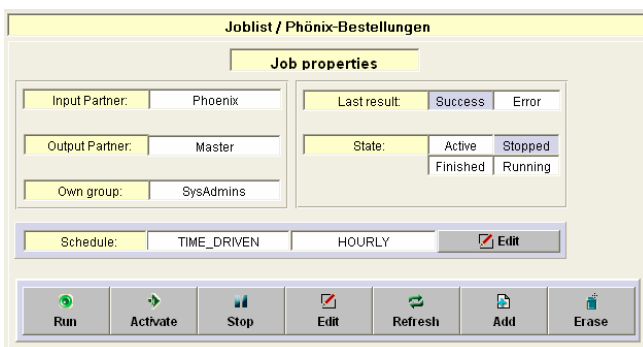 Joblist / Phönix-Bestellungen
Job properties
Input Partner: Phoenix
Output Partner: Master
Own group: SysAdmins
Last result: Success Error
State: Active Stopped
Finished Running
Schedule: TIME_DRIVEN HOURLY Edit
Run Activate Stop Edit Refresh Add Erase